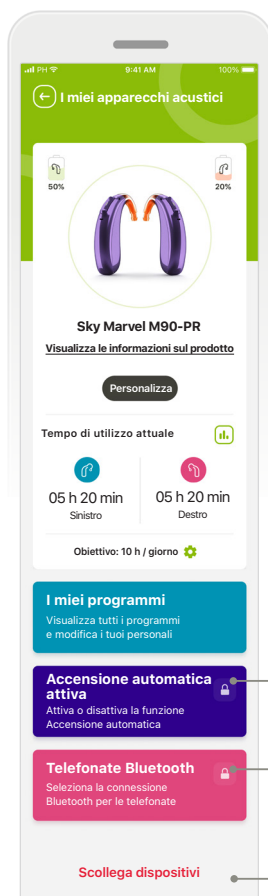 PH 9:41 AM 100%
I miei apparecchi acustici
50% 20%
Sky Marvel M90-PR
Visualizza le informazioni sul prodotto
Personalizza
Tempo di utilizzo attuale
05 h 20 min 05 h 20 min
Sinistro Destro
Obiettivo: 10 h / giorno
I miei programmi
Visualizza tutti i programmi
e modifica i tuoi personali
Accensione automatica
attiva
Attiva o disattiva la funzione
Accensione automatica
Telefonate Bluetooth
Seleziona la connessione
Bluetooth per le telefonate
Scollega dispositivi